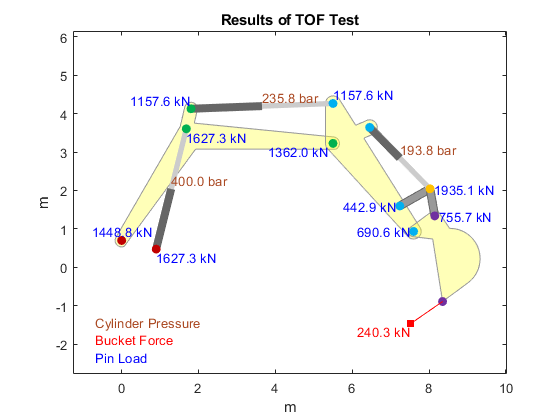 Results of TOF Test
6
5
4
3
2
1
0
-1
-2
m
0
2
4
6
8
10
m
1157.6 kN
235.8 bar
1157.6 kN
1627.3 kN
1362.0 kN
193.8 bar
400.0 bar
1935.1 kN
442.9 kN
755.7 kN
1448.8 kN
690.6 kN
1627.3 kN
240.3 kN
Cylinder Pressure
Bucket Force
Pin Load